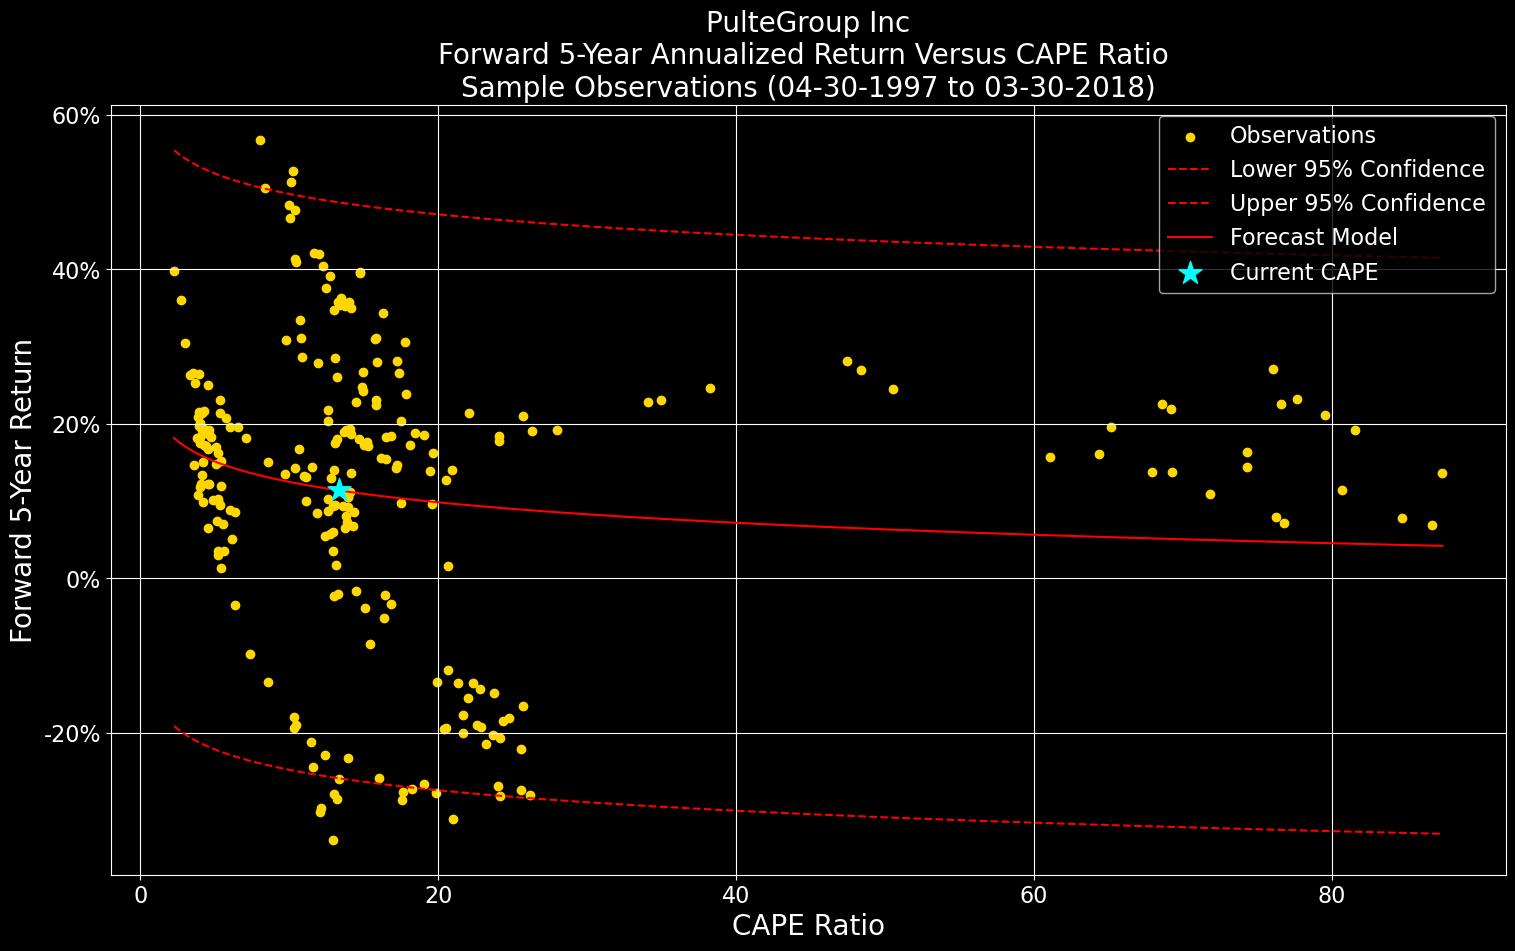 PulteGroup Inc
Forward 5-Year Annualized Return Versus CAPE Ratio
Sample Observations (04-30-1997 to 03-30-2018)
60%
40%
20%
0%
-20%
Forward 5-Year Return
Observations
Lower 95% Confidence
Upper 95% Confidence
Forecast Model
Current CAPE
0
20
40
60
80
CAPE Ratio